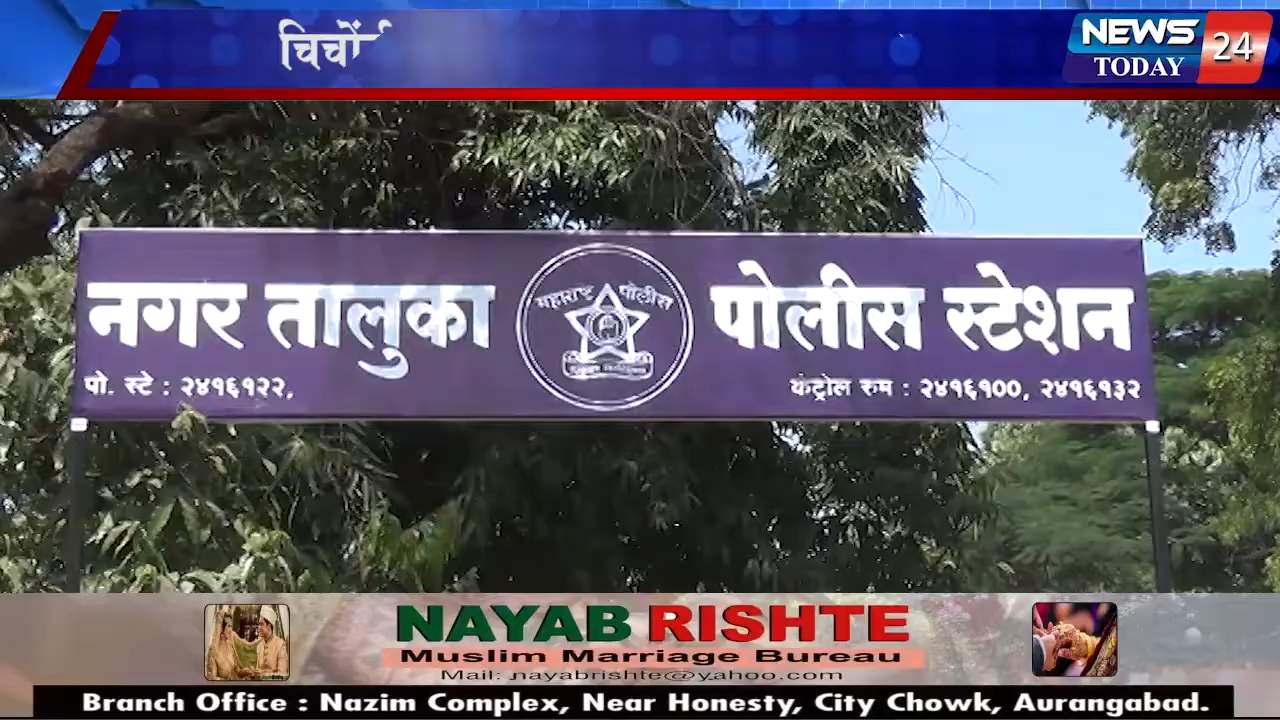 चिचों
NEWS
TODAY
24
नगर तालुका
महाराष्ट्र पोलीस
पोलीस स्टेशन
पो. स्टे : २४१६१२२,
कंट्रोल रुम : २४१६१००, २४१६१३२
NAYAB RISHTE
Muslim Marriage Bureau
Mail: nayabrishte@yahoo.com
Branch Office : Nazim Complex, Near Honesty, City Chowk, Aurangabad.